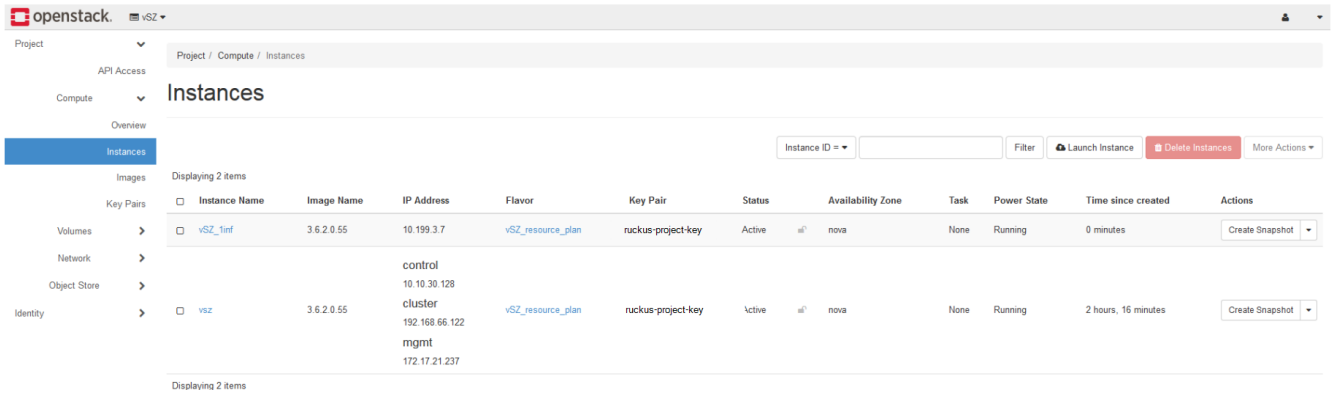 openstack. vSZ
Project
API Access
Compute
Overview
Instances
Images
Key Pairs
Volumes
Network
Object Store
Identity
Project / Compute / Instances
Instances
Instance ID = Filter Launch Instance Delete Instances More Actions
Displaying 2 items
Instance Name Image Name IP Address Flavor Key Pair Status Availability Zone Task Power State Time since created Actions
vSZ_1inf 3.6.2.0.55 10.199.3.7 vSZ_resource_plan ruckus-project-key Active nova None Running 0 minutes Create Snapshot
control
10.10.30.128
cluster
vsz 3.6.2.0.55 192.168.66.122 vSZ_resource_plan ruckus-project-key Active nova None Running 2 hours, 16 minutes Create Snapshot
mgmt
172.17.21.237
Displaying 2 items